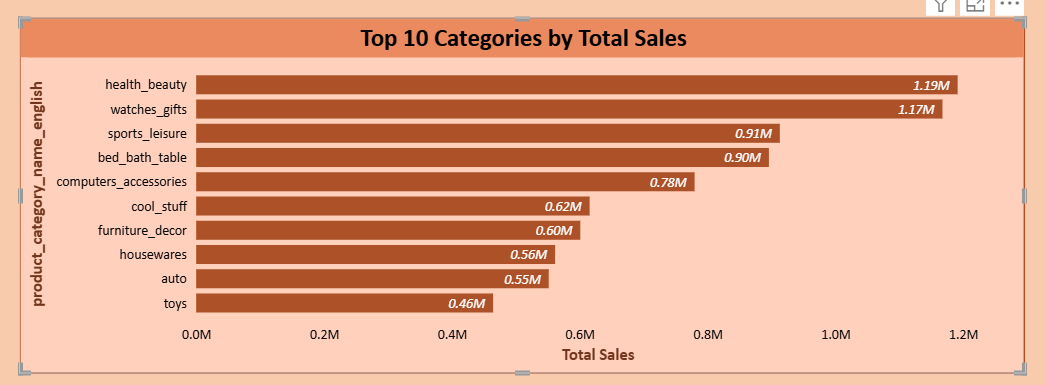 Top 10 Categories by Total Sales
product_category_name_english
health_beauty 1.19M
watches_gifts 1.17M
sports_leisure 0.91M
bed_bath_table 0.90M
computers_accessories 0.78M
cool_stuff 0.62M
furniture_decor 0.60M
housewares 0.56M
auto 0.55M
toys 0.46M
0.0M 0.2M 0.4M 0.6M 0.8M 1.0M 1.2M
Total Sales